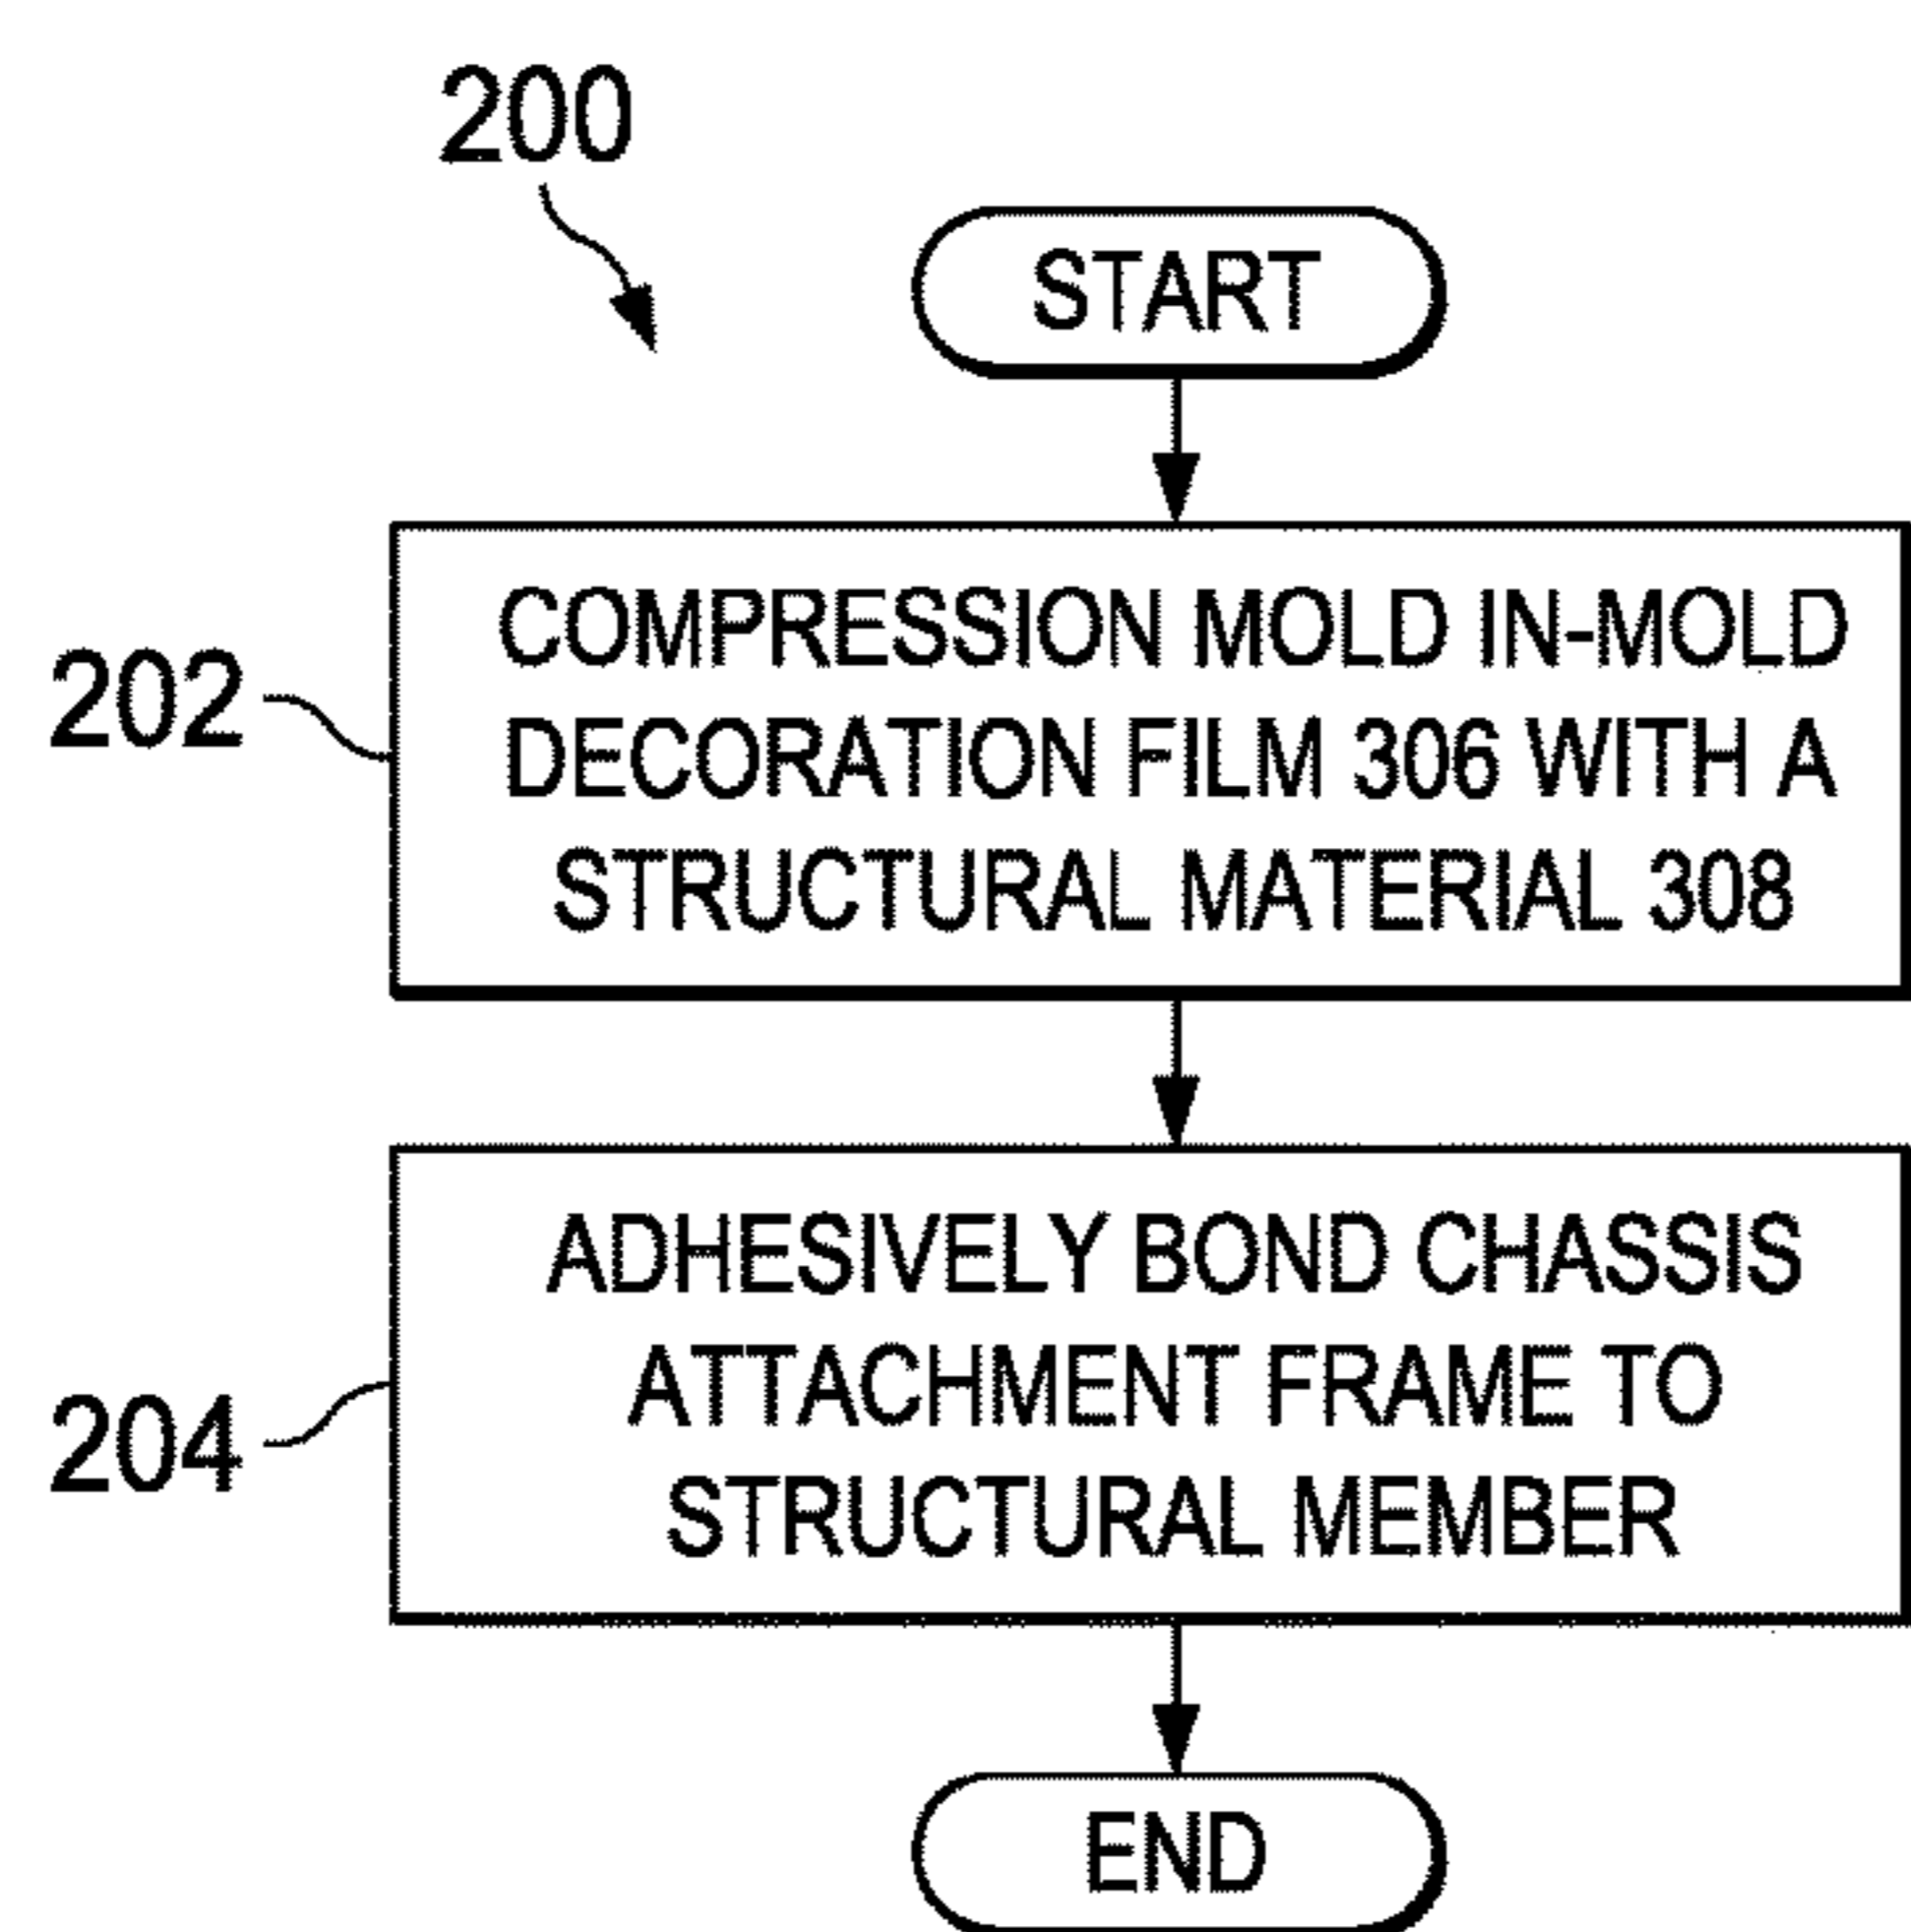 200
START
202
COMPRESSION MOLD IN-MOLD
DECORATION FILM 306 WITH A
STRUCTURAL MATERIAL 308
204
ADHESIVELY BOND CHASSIS
ATTACHMENT FRAME TO
STRUCTURAL MEMBER
END